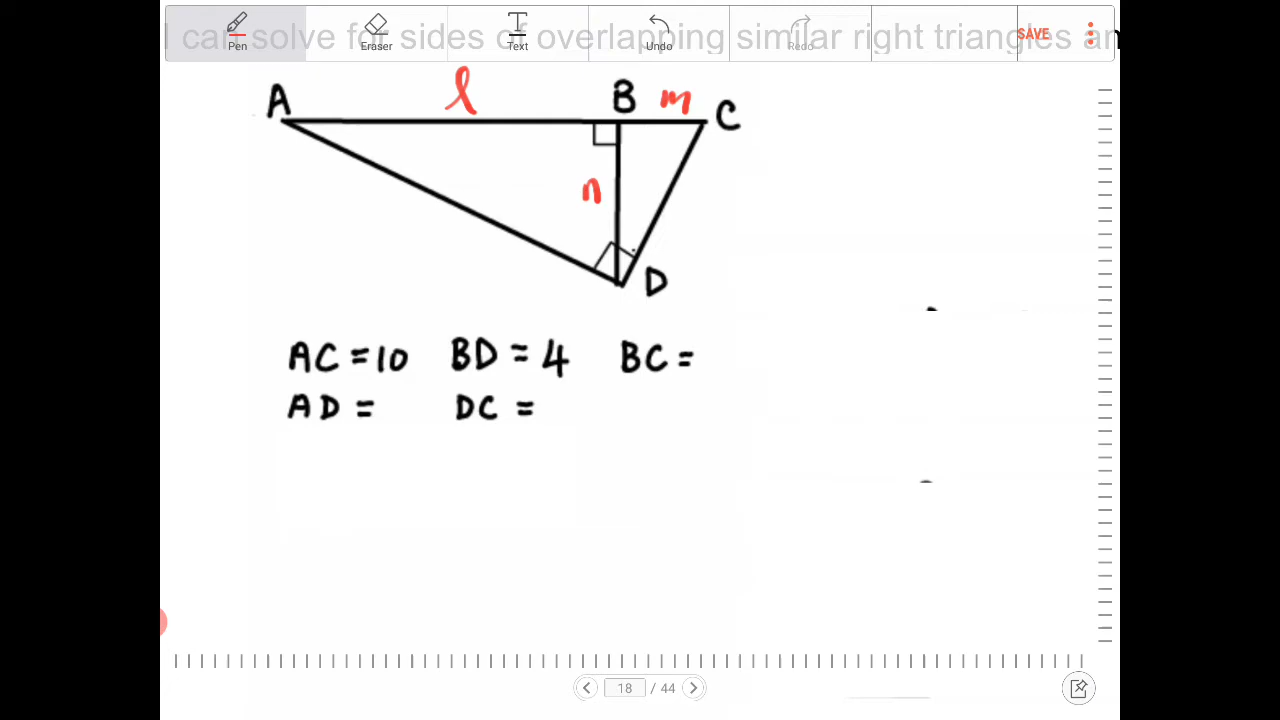 I can solve for sides of overlapping similar right triangles an
Pen Eraser Text Undo Redo SAVE
A l B m C
n
D
AC = 10 BD = 4 BC =
AD = DC =
18 / 44